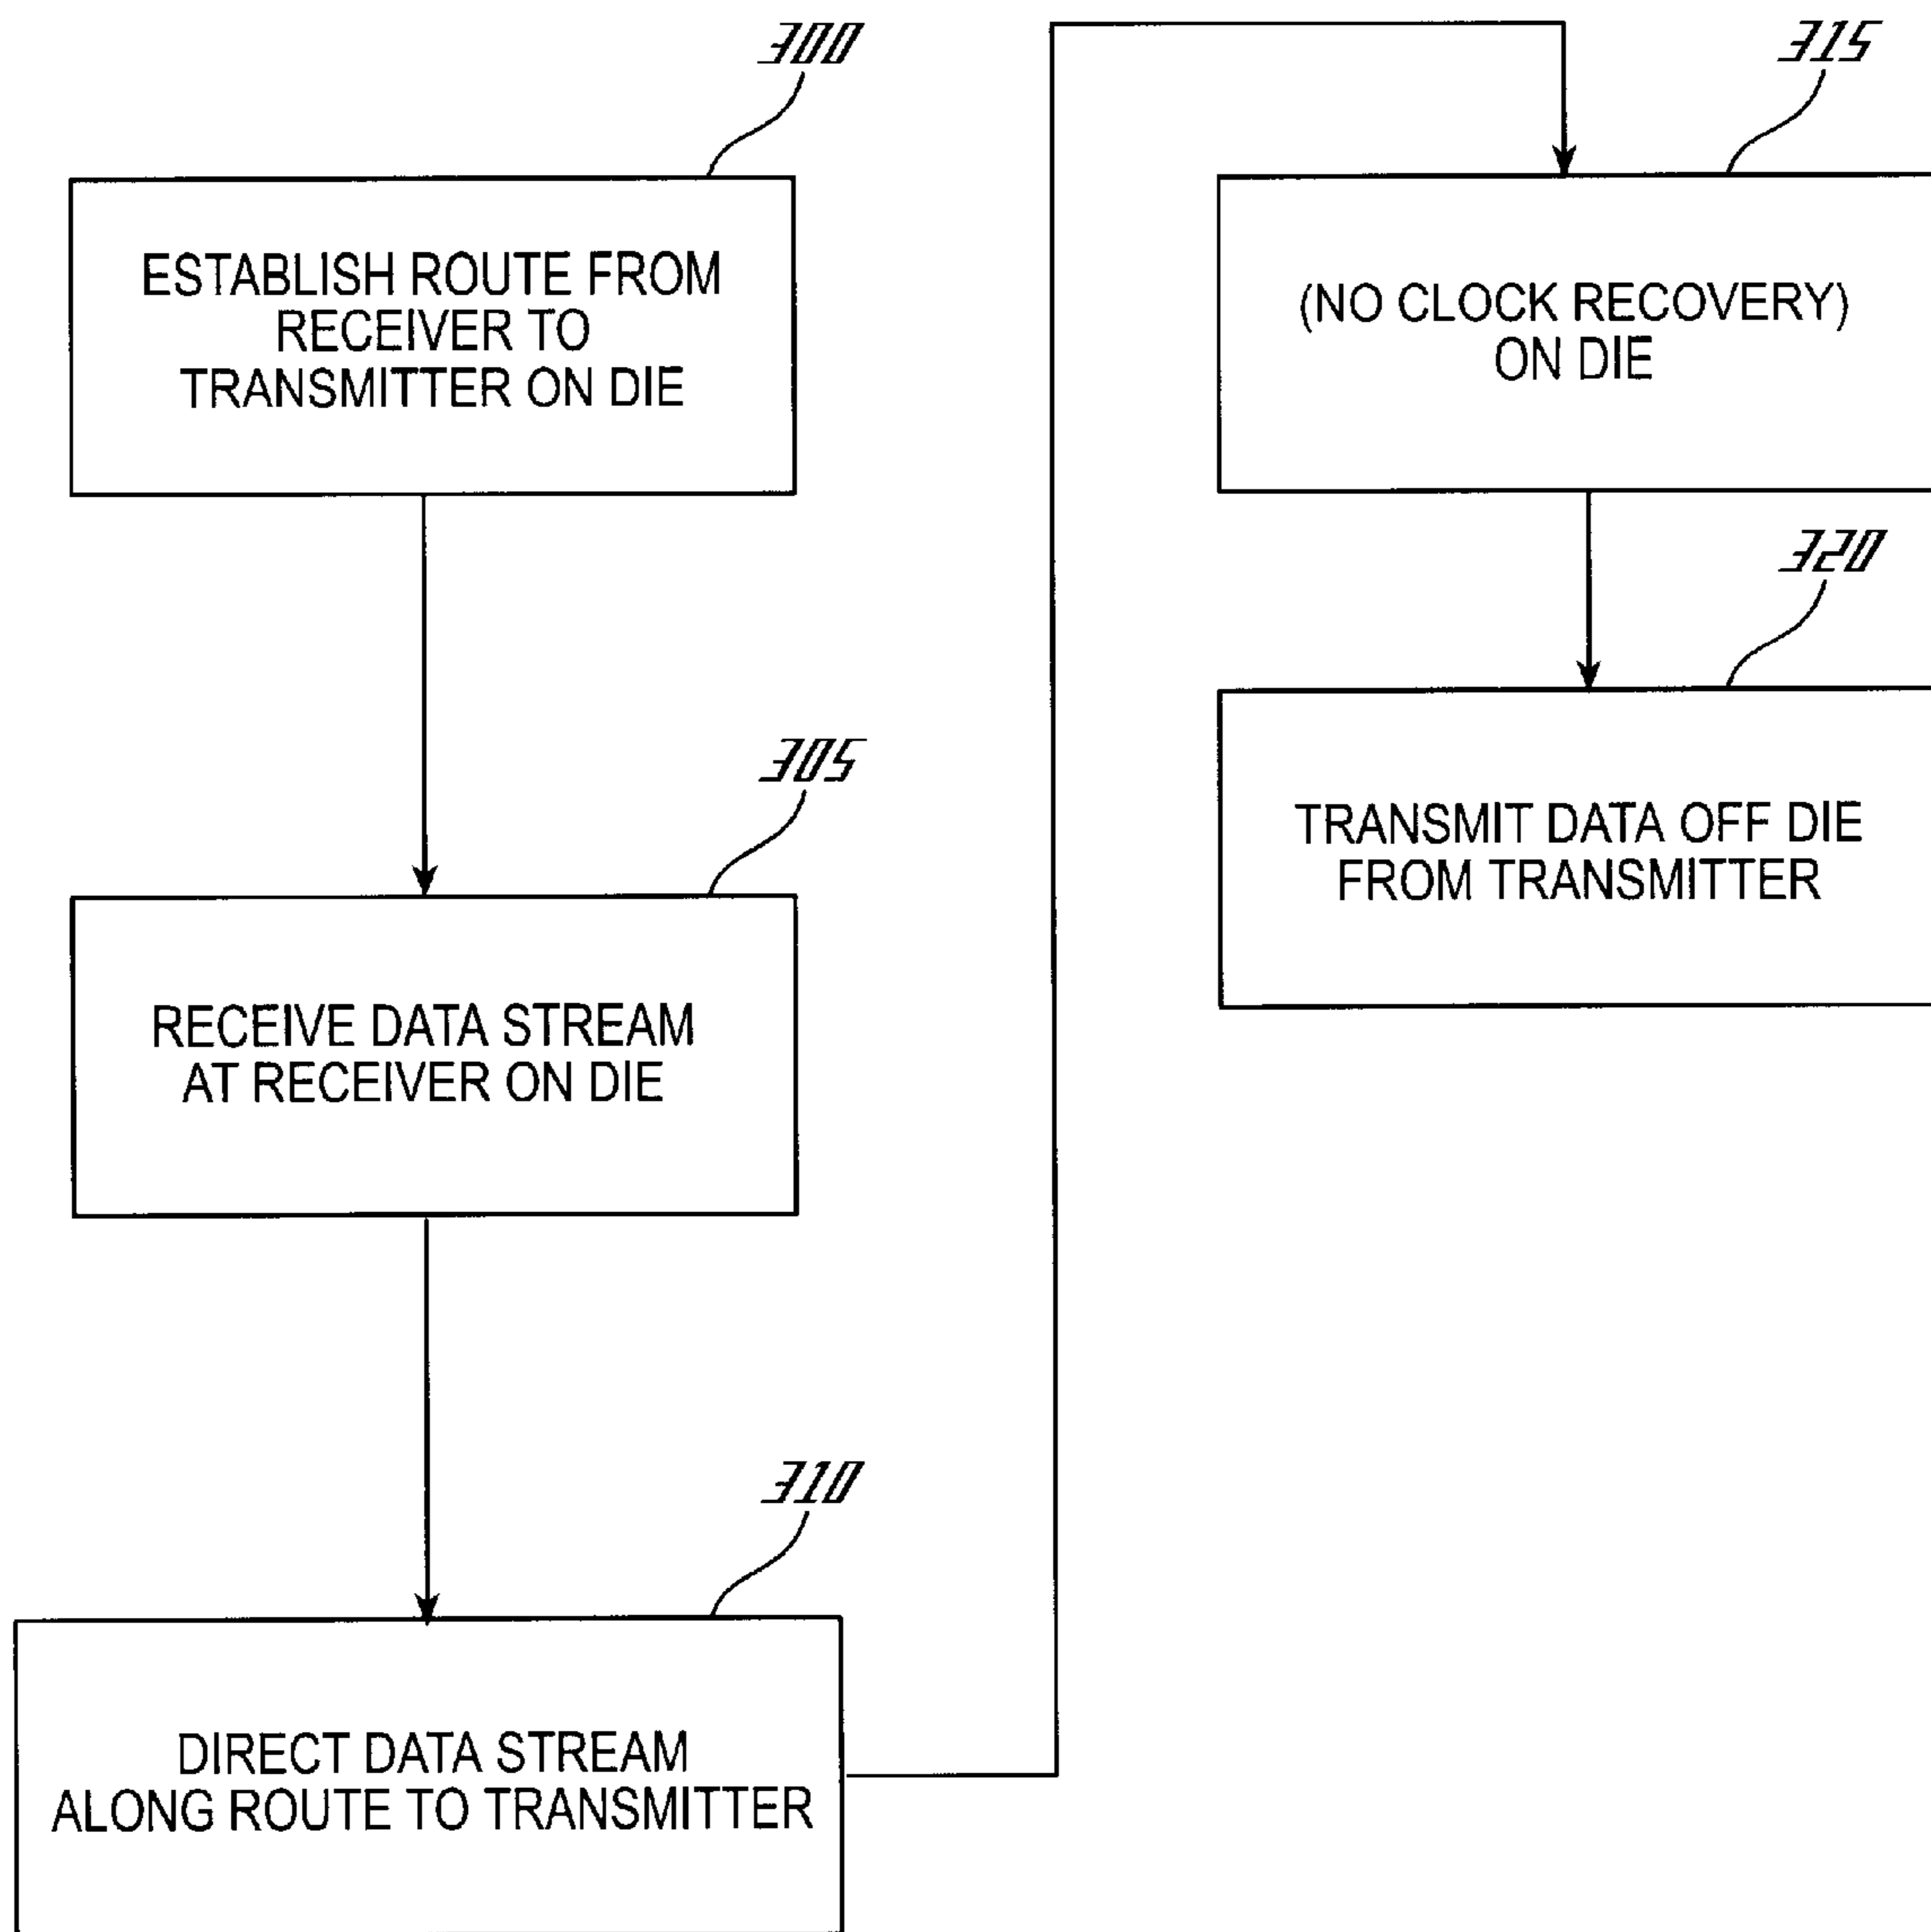 300
ESTABLISH ROUTE FROM
RECEIVER TO
TRANSMITTER ON DIE
305
RECEIVE DATA STREAM
AT RECEIVER ON DIE
310
DIRECT DATA STREAM
ALONG ROUTE TO TRANSMITTER
315
(NO CLOCK RECOVERY)
ON DIE
320
TRANSMIT DATA OFF DIE
FROM TRANSMITTER